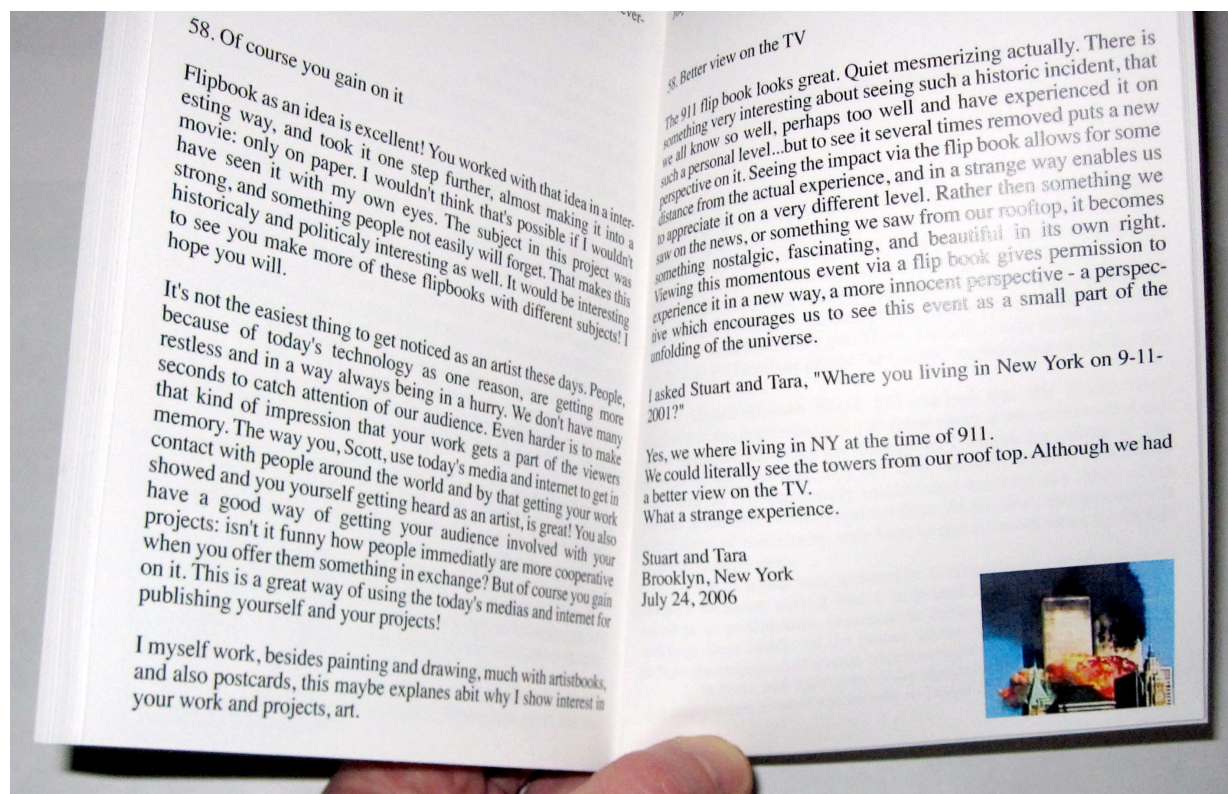 58. Of course you gain on it
Flipbook as an idea is excellent! You worked with that idea in a inter-
esting way, and took it one step further, almost making it into a
movie: only on paper. I wouldn't think that's possible if I wouldn't
have seen it with my own eyes. The subject in this project was
strong, and something people not easily will forget. That makes this
historicaly and politicaly interesting as well. It would be interesting
to see you make more of these flipbooks with different subjects! I
hope you will.
It's not the easiest thing to get noticed as an artist these days. People,
because of today's technology as one reason, are getting more
restless and in a way always being in a hurry. We don't have many
seconds to catch attention of our audience. Even harder is to make
that kind of impression that your work gets a part of the viewers
memory. The way you, Scott, use today's media and internet to get in
contact with people around the world and by that getting your work
showed and you yourself getting heard as an artist, is great! You also
have a good way of getting your audience involved with your
projects: isn't it funny how people immediatly are more cooperative
when you offer them something in exchange? But of course you gain
on it. This is a great way of using the today's medias and internet for
publishing yourself and your projects!
I myself work, besides painting and drawing, much with artistbooks,
and also postcards, this maybe explanes abit why I show interest in
your work and projects, art.
58. Better view on the TV
The 911 flip book looks great. Quiet mesmerizing actually. There is
something very interesting about seeing such a historic incident, that
we all know so well, perhaps too well and have experienced it on
such a personal level...but to see it several times removed puts a new
perspective on it. Seeing the impact via the flip book allows for some
distance from the actual experience, and in a strange way enables us
to appreciate it on a very different level. Rather then something we
saw on the news, or something we saw from our rooftop, it becomes
something nostalgic, fascinating, and beautiful in its own right.
Viewing this momentous event via a flip book gives permission to
experience it in a new way, a more innocent perspective - a perspec-
tive which encourages us to see this event as a small part of the
unfolding of the universe.
I asked Stuart and Tara, "Where you living in New York on 9-11-
2001?"
Yes, we where living in NY at the time of 911.
We could literally see the towers from our roof top. Although we had
a better view on the TV.
What a strange experience.
Stuart and Tara
Brooklyn, New York
July 24, 2006